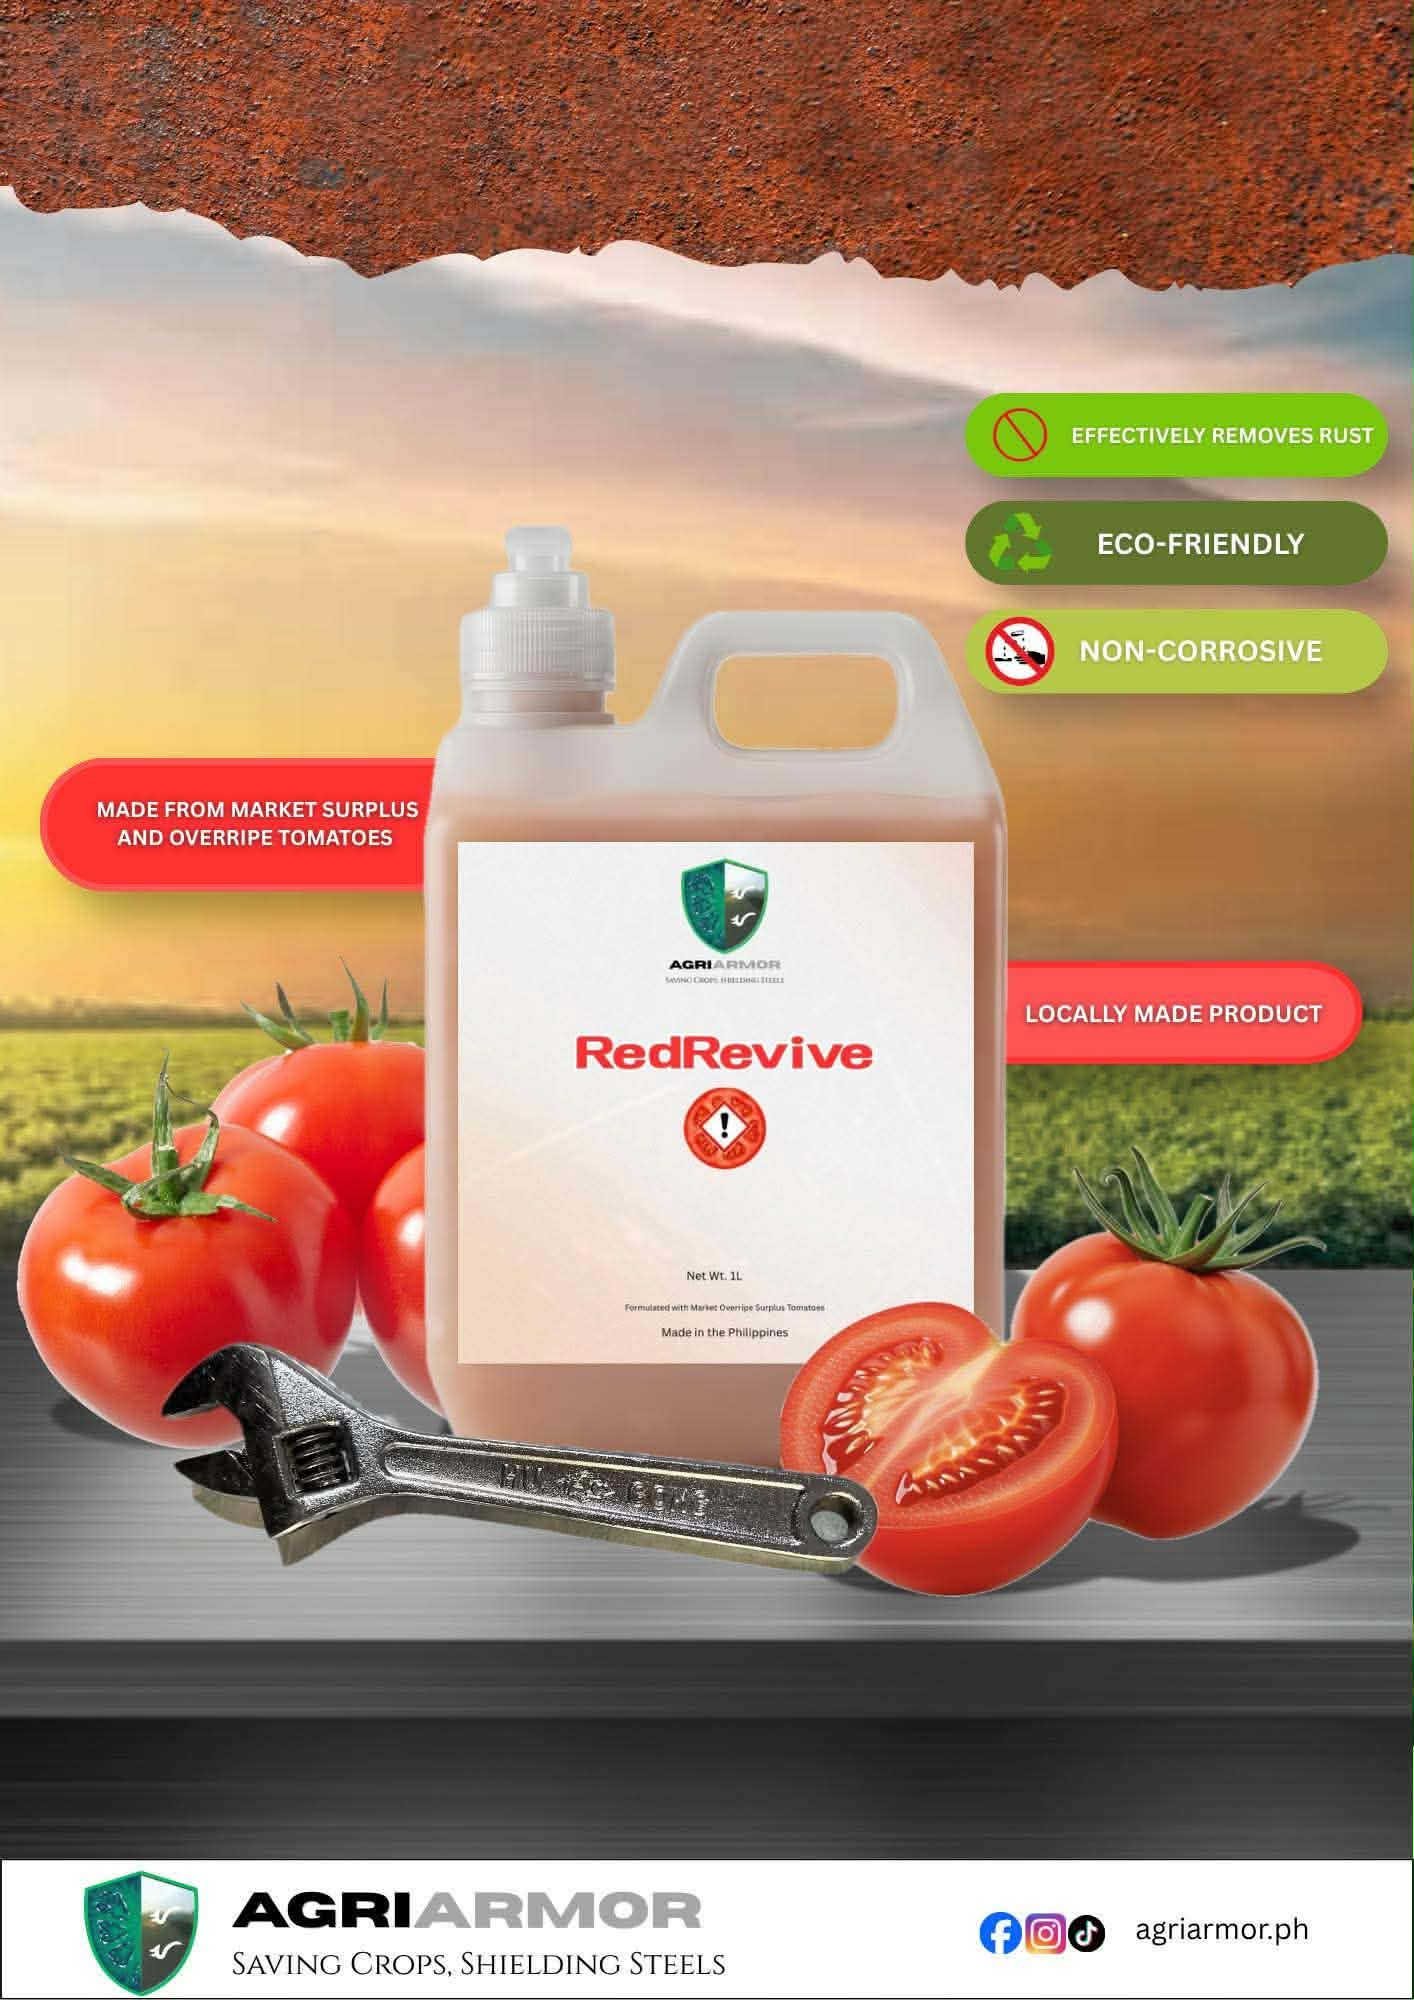 EFFECTIVELY REMOVES RUST
ECO-FRIENDLY
NON-CORROSIVE
MADE FROM MARKET SURPLUS
AND OVERRIPE TOMATOES
AGRIARMOR
SAVING CROPS, SHIELDING STEELS
RedRevive
LOCALLY MADE PRODUCT
Net Wt. 1L
Formulated with Market Overripe Surplus Tomatoes
Made in the Philippines
AGRIARMOR
SAVING CROPS, SHIELDING STEELS
agriarmor.ph